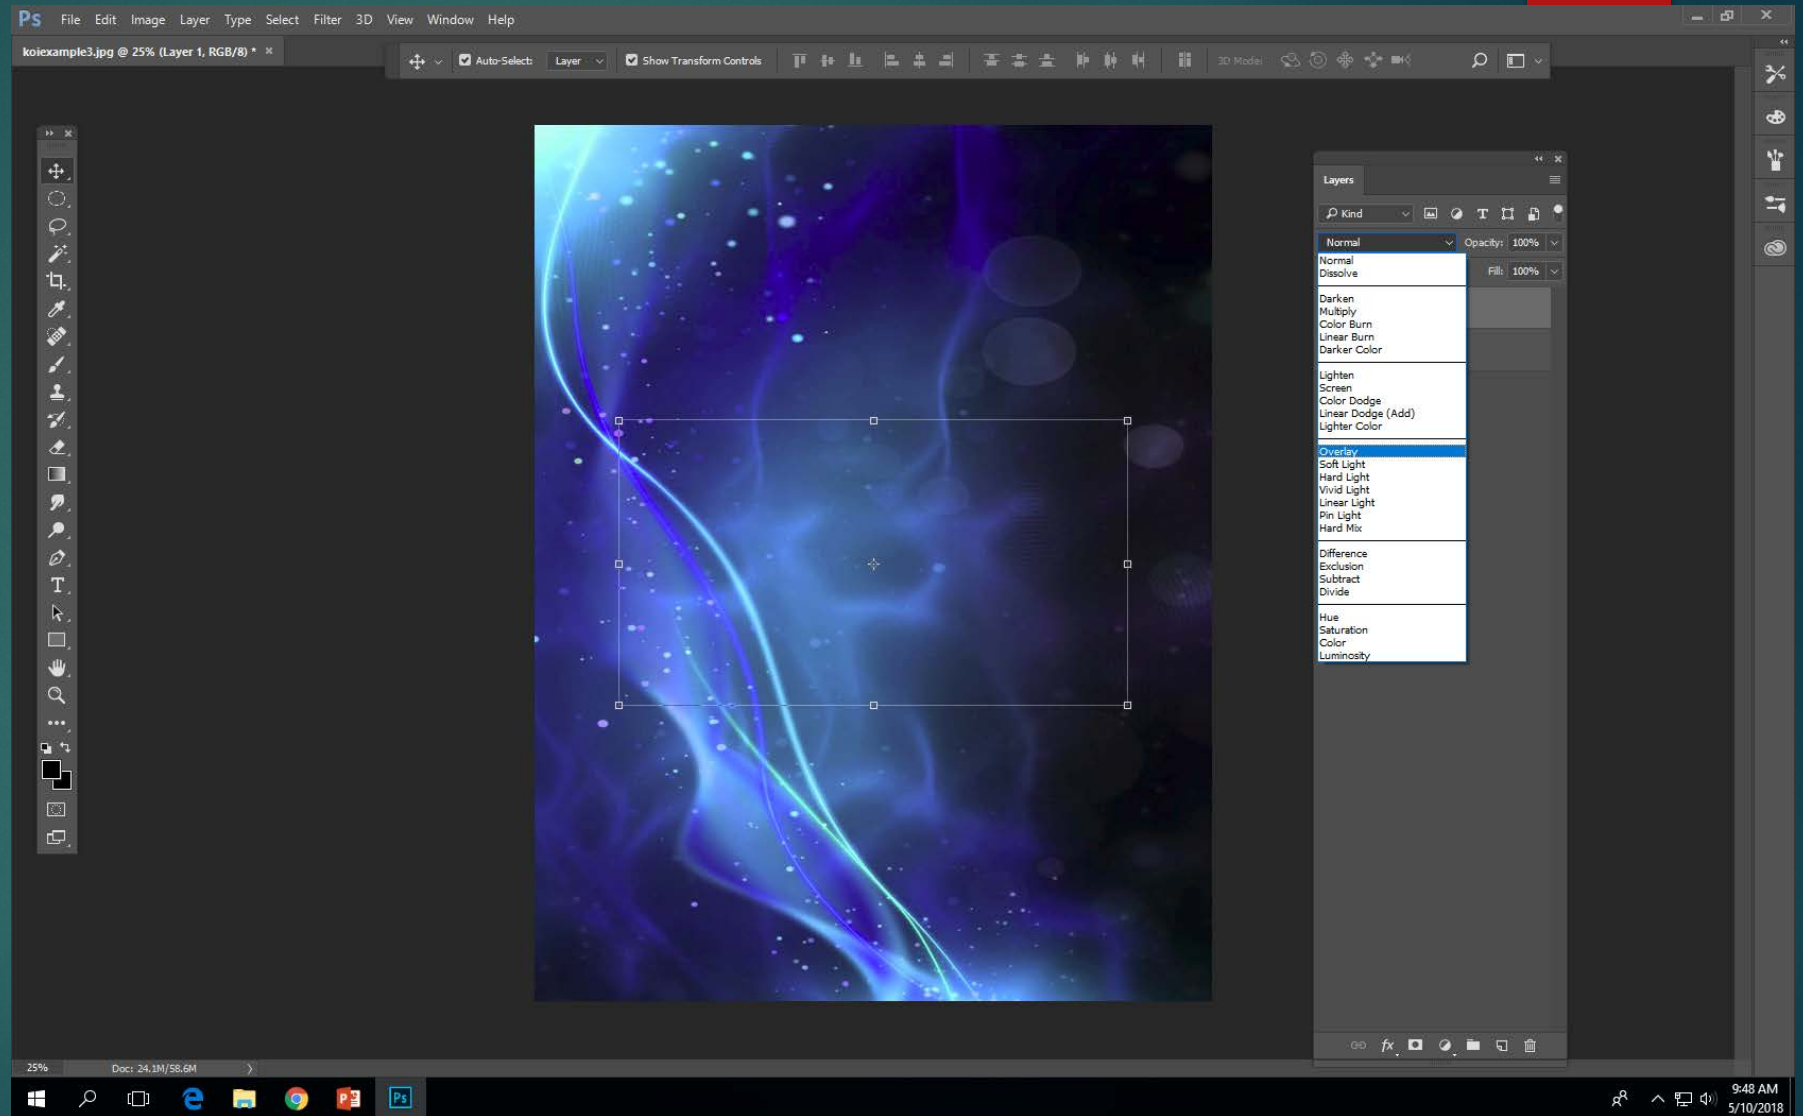 Ps File Edit Image Layer Type Select Filter 3D View Window Help
koiexample3.jpg @ 25% (Layer 1, RGB/8) * ×
Auto-Select: Layer Show Transform Controls 3D Model
Layers
Kind
Normal Opacity: 100%
Fill: 100%
Normal
Dissolve
Darken
Multiply
Color Burn
Linear Burn
Darker Color
Lighten
Screen
Color Dodge
Linear Dodge (Add)
Lighter Color
Overlay
Soft Light
Hard Light
Vivid Light
Linear Light
Pin Light
Hard Mix
Difference
Exclusion
Subtract
Divide
Hue
Saturation
Color
Luminosity
fx
25% Doc: 24.1M/58.6M
Ps
9:48 AM
5/10/2018